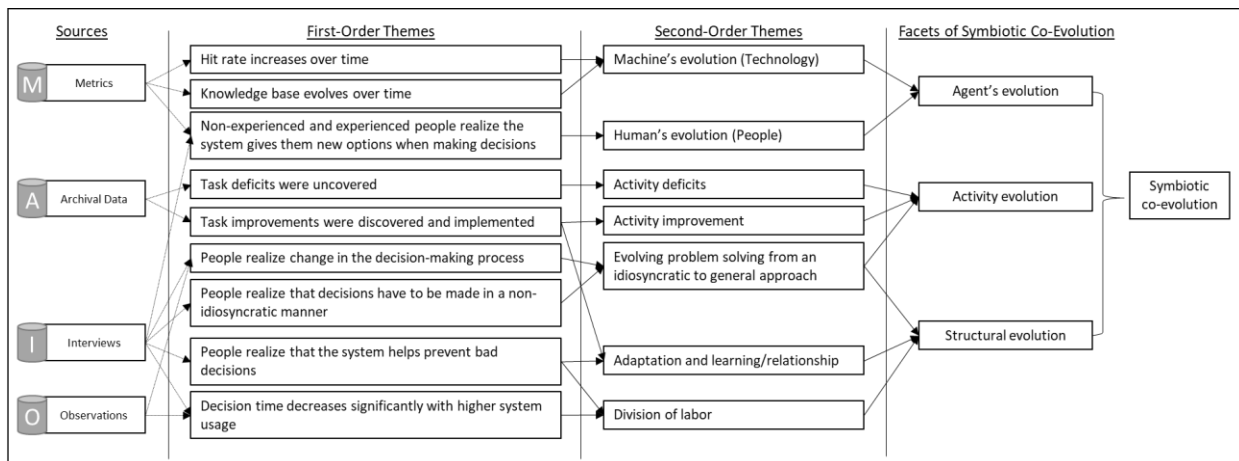 Sources
First-Order Themes
Second-Order Themes
Facets of Symbiotic Co-Evolution
M
Metrics
A
Archival Data
I
Interviews
O
Observations
Hit rate increases over time
Knowledge base evolves over time
Non-experienced and experienced people realize the
system gives them new options when making decisions
Task deficits were uncovered
Task improvements were discovered and implemented
People realize change in the decision-making process
People realize that decisions have to be made in a non-
idiosyncratic manner
People realize that the system helps prevent bad
decisions
Decision time decreases significantly with higher system
usage
Machine's evolution (Technology)
Human's evolution (People)
Activity deficits
Activity improvement
Evolving problem solving from an
idiosyncratic to general approach
Adaptation and learning/relationship
Division of labor
Agent's evolution
Activity evolution
Structural evolution
Symbiotic
co-evolution